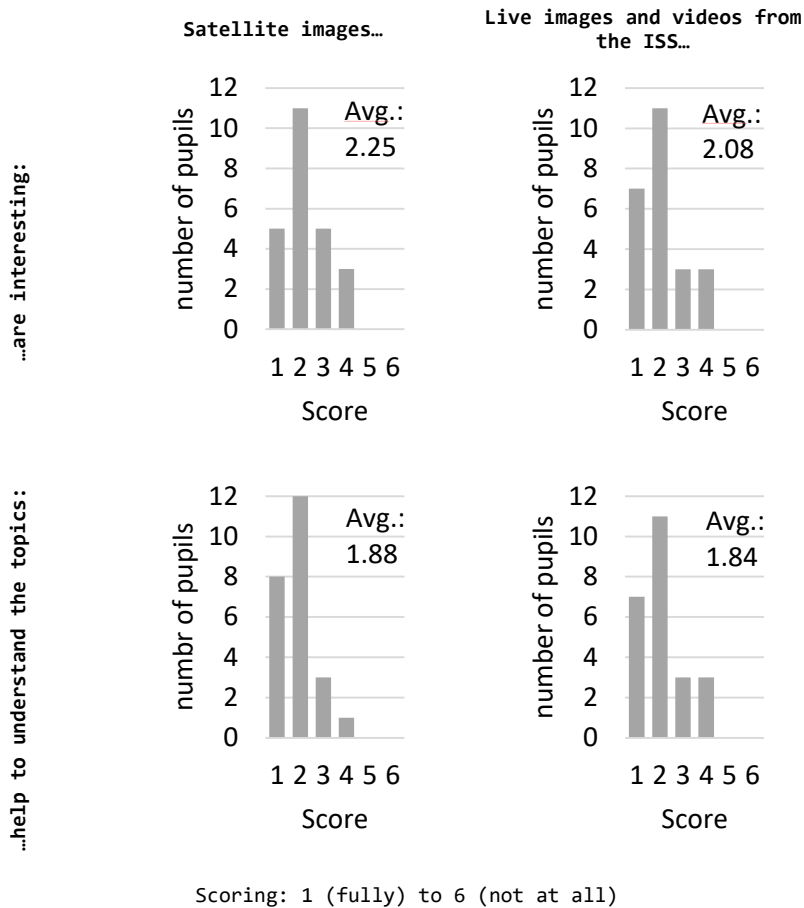 Satellite images…
Live images and videos from
the ISS…
…are interesting:
number of pupils
12
10
8
6
4
2
0
Avg.:
2.25
1 2 3 4 5 6
Score
number of pupils
12
10
8
6
4
2
0
Avg.:
2.08
1 2 3 4 5 6
Score
…help to understand the topics:
numbr of pupils
12
10
8
6
4
2
0
Avg.:
1.88
1 2 3 4 5 6
Score
number of pupils
12
10
8
6
4
2
0
Avg.:
1.84
1 2 3 4 5 6
Score
Scoring: 1 (fully) to 6 (not at all)